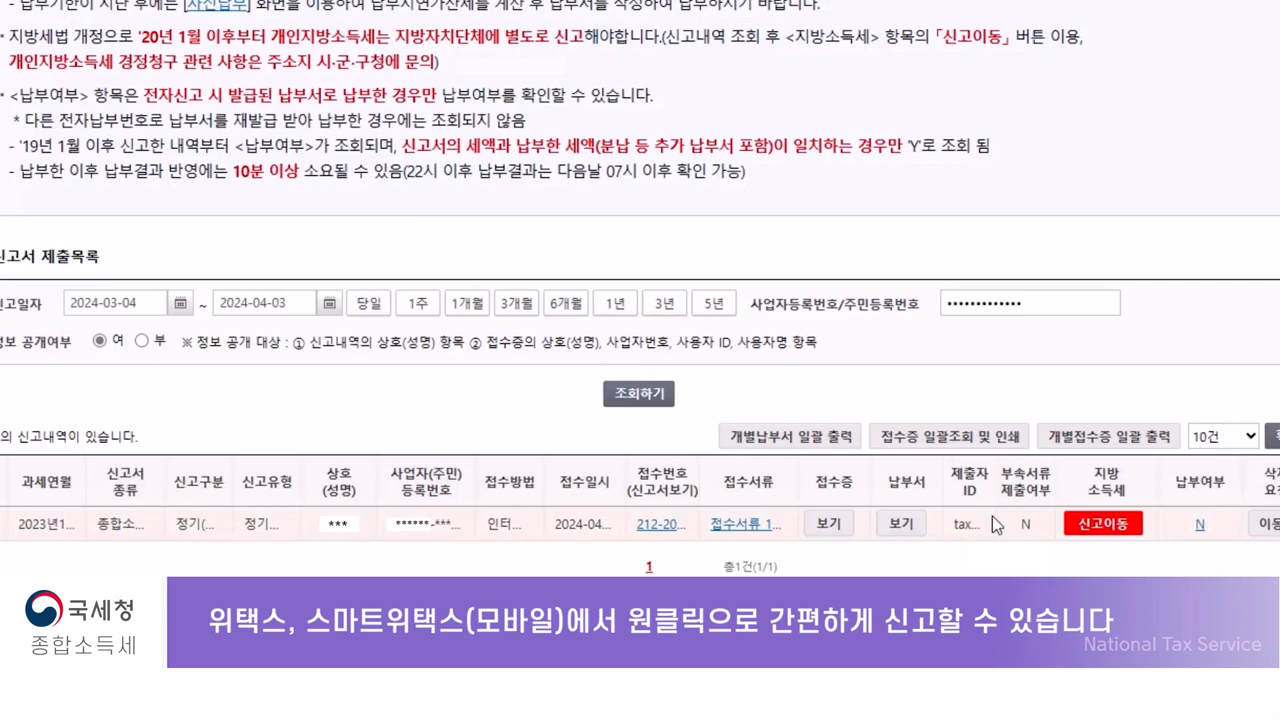 - 납부기한이 지난 후에는 [자진납부] 화면을 이용하여 납부지연가산세를 계산 후 납부서를 작성하여 납부하시기 바랍니다.
· 지방세법 개정으로 '20년 1월 이후부터 개인지방소득세는 지방자치단체에 별도로 신고해야합니다.(신고내역 조회 후 <지방소득세> 항목의 「신고이동」 버튼 이용,
개인지방소득세 경정청구 관련 사항은 주소지 시·군·구청에 문의)
· <납부여부> 항목은 전자신고 시 발급된 납부서로 납부한 경우만 납부여부를 확인할 수 있습니다.
* 다른 전자납부번호로 납부서를 재발급 받아 납부한 경우에는 조회되지 않음
- '19년 1월 이후 신고한 내역부터 <납부여부>가 조회되며, 신고서의 세액과 납부한 세액(분납 등 추가 납부서 포함)이 일치하는 경우만 'Y'로 조회 됨
- 납부한 이후 납부결과 반영에는 10분 이상 소요될 수 있음(22시 이후 납부결과는 다음날 07시 이후 확인 가능)
신고서 제출목록
신고일자 2024-03-04 ~ 2024-04-03 당일 1주 1개월 3개월 6개월 1년 3년 5년 사업자등록번호/주민등록번호 •••••••••••••
정보 공개여부 여 부 ※ 정보 공개 대상 : ① 신고내역의 상호(성명) 항목 ② 접수증의 상호(성명), 사업자번호, 사용자 ID, 사용자명 항목
조회하기
의 신고내역이 있습니다. 개별납부서 일괄 출력 접수증 일괄조회 및 인쇄 개별접수증 일괄 출력 10건
과세연월 신고서 종류 신고구분 신고유형 상호 (성명) 사업자(주민) 등록번호 접수방법 접수일시 접수번호 (신고서보기) 접수서류 접수증 납부서 제출자 ID 부속서류 제출여부 지방 소득세 납부여부
2023년1... 종합소... 정기(... 정기... *** ******-***... 인터... 2024-04... 212-20... 접수서류 1... 보기 보기 tax... N 신고이동 N 이동
1 총1건(1/1)
국세청
종합소득세
위택스, 스마트위택스(모바일)에서 원클릭으로 간편하게 신고할 수 있습니다
National Tax Service